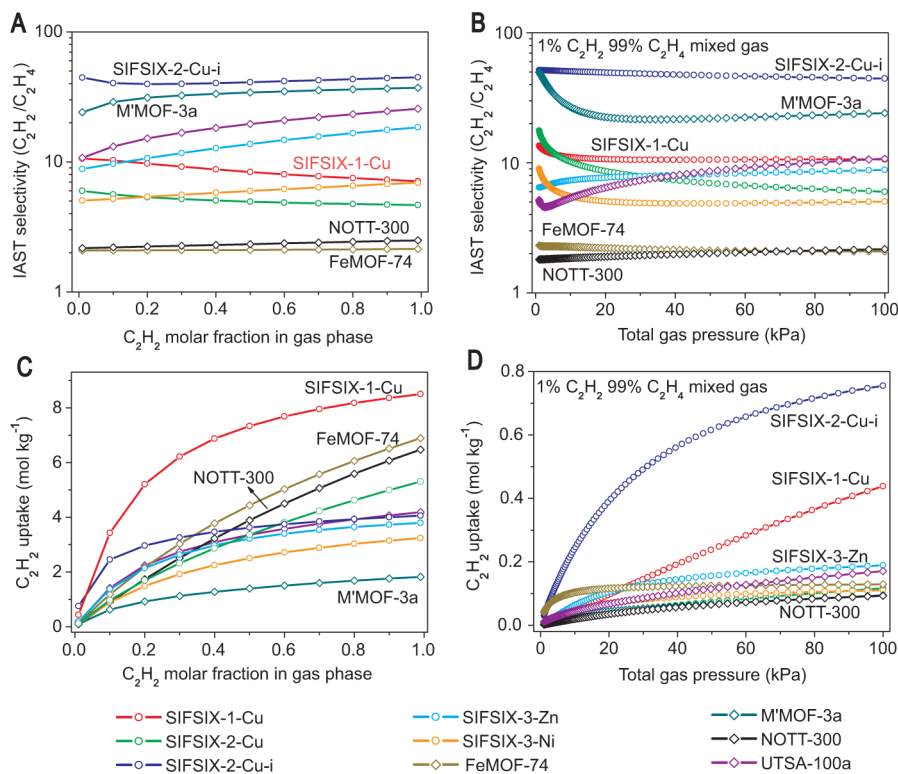 A
100
10
1
IAST selectivity (C₂H₂ /C₂H₄)
SIFSIX-2-Cu-i
M'MOF-3a
SIFSIX-1-Cu
NOTT-300
FeMOF-74
0.0 0.2 0.4 0.6 0.8 1.0
C₂H₂ molar fraction in gas phase
B
100
10
1
IAST selectivity (C₂H₂/C₂H₄)
1% C₂H₂ 99% C₂H₄ mixed gas
SIFSIX-2-Cu-i
M'MOF-3a
SIFSIX-1-Cu
FeMOF-74
NOTT-300
0 20 40 60 80 100
Total gas pressure (kPa)
C
8
6
4
2
0
C₂H₂ uptake (mol kg⁻¹)
SIFSIX-1-Cu
FeMOF-74
NOTT-300
M'MOF-3a
0.0 0.2 0.4 0.6 0.8 1.0
C₂H₂ molar fraction in gas phase
D
0.8
0.6
0.4
0.2
0.0
C₂H₂ uptake (mol kg⁻¹)
1% C₂H₂ 99% C₂H₄ mixed gas
SIFSIX-2-Cu-i
SIFSIX-1-Cu
SIFSIX-3-Zn
NOTT-300
0 20 40 60 80 100
Total gas pressure (kPa)
SIFSIX-1-Cu
SIFSIX-2-Cu
SIFSIX-2-Cu-i
SIFSIX-3-Zn
SIFSIX-3-Ni
FeMOF-74
M'MOF-3a
NOTT-300
UTSA-100a